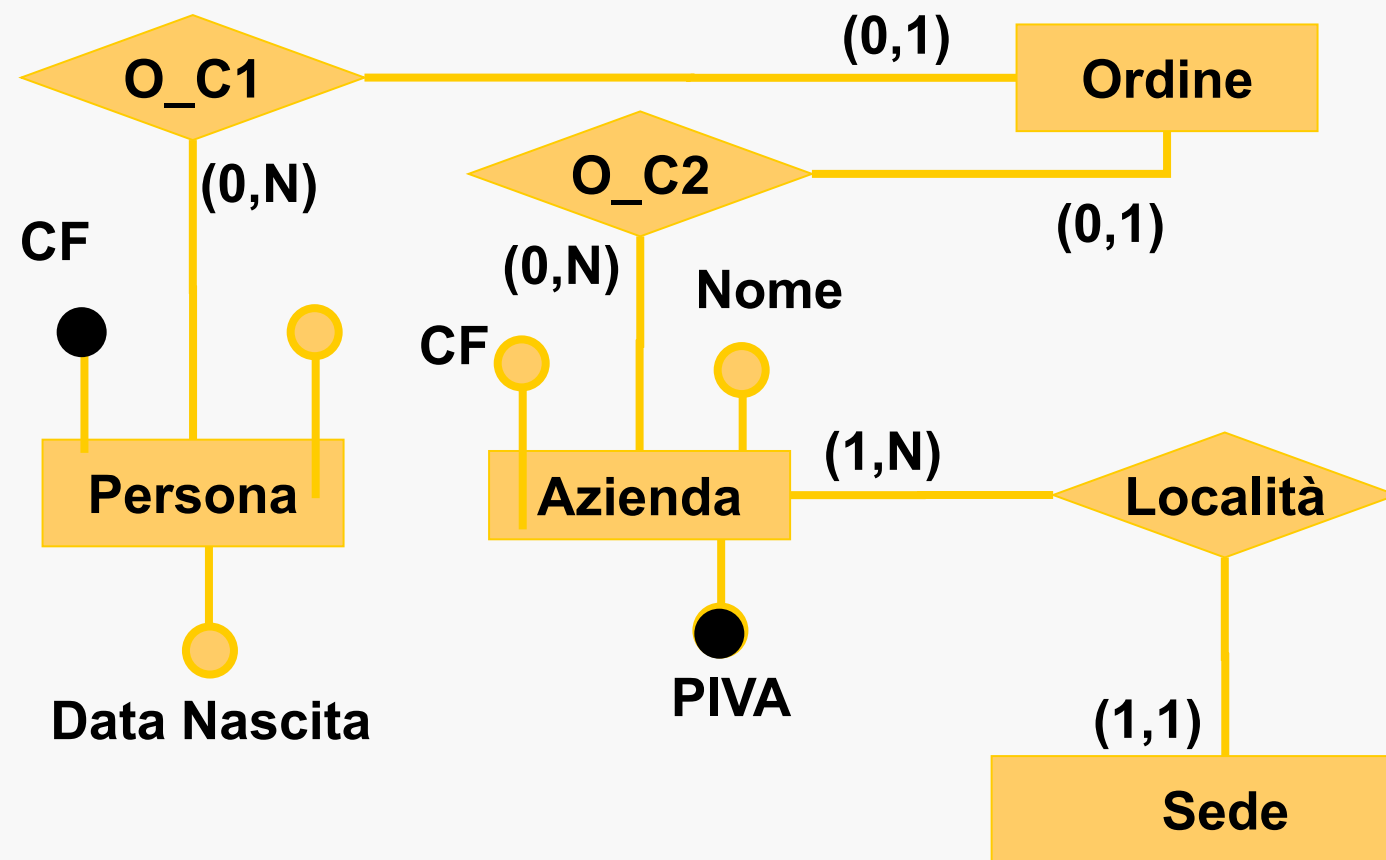 (0,1)
O_C1
Ordine
O_C2
(0,N)
(0,1)
CF
(0,N)
Nome
CF
(1,N)
Persona
Azienda
Località
PIVA
Data Nascita
(1,1)
Sede